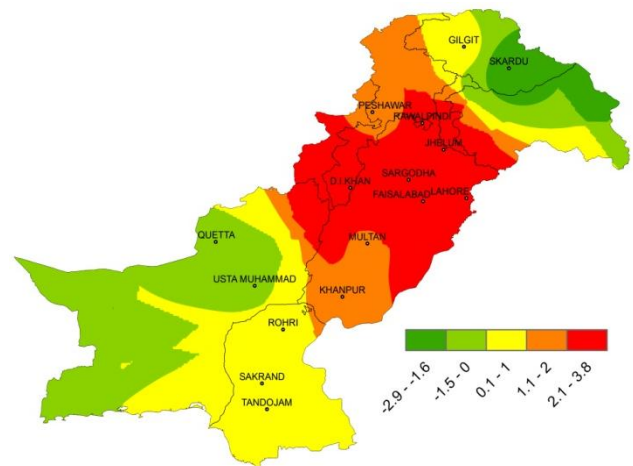 GILGIT
SKARDU
PESHAWAR
RAWALPINDI
JHBLUM
SARGODHA
D.I.KHAN
FAISALABAD LAHORE
QUETTA
MULTAN
USTA MUHAMMAD
KHANPUR
ROHRI
SAKRAND
TANDOJAM
-2.9 - -1.6
-1.5 - 0
0.1 - 1
1.1 - 2
2.1 - 3.8